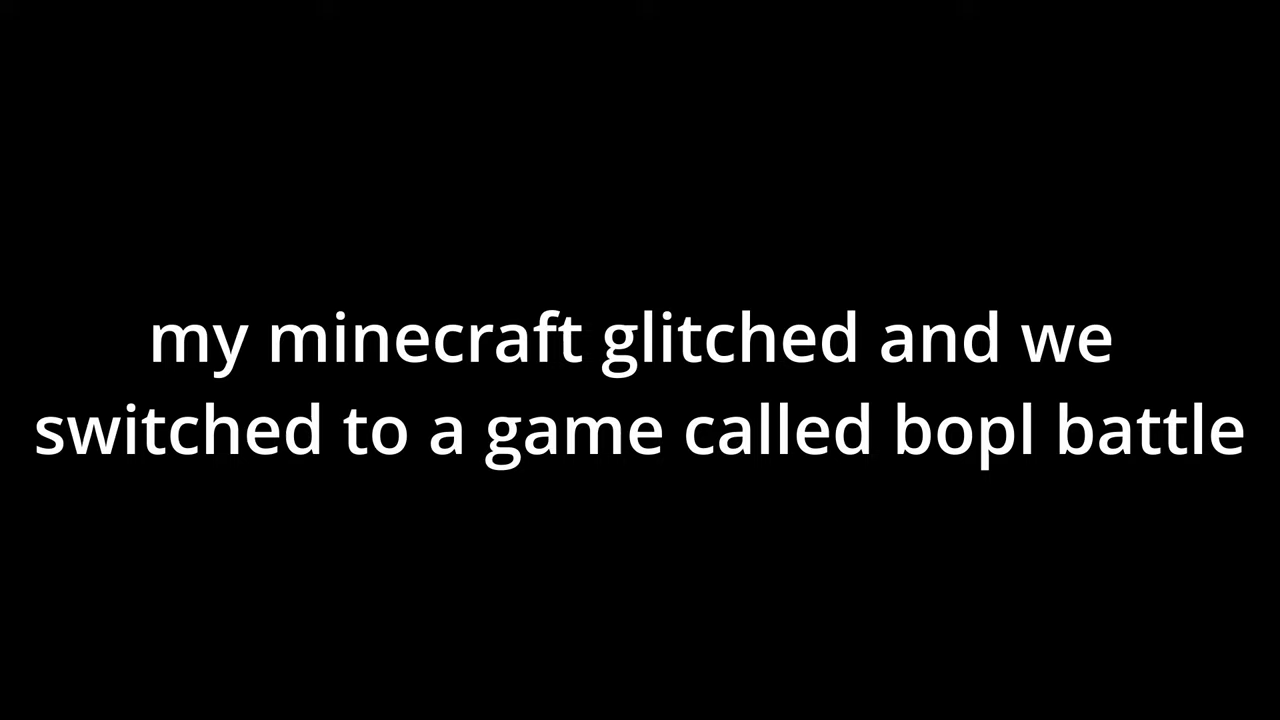 my minecraft glitched and we
switched to a game called bopl battle